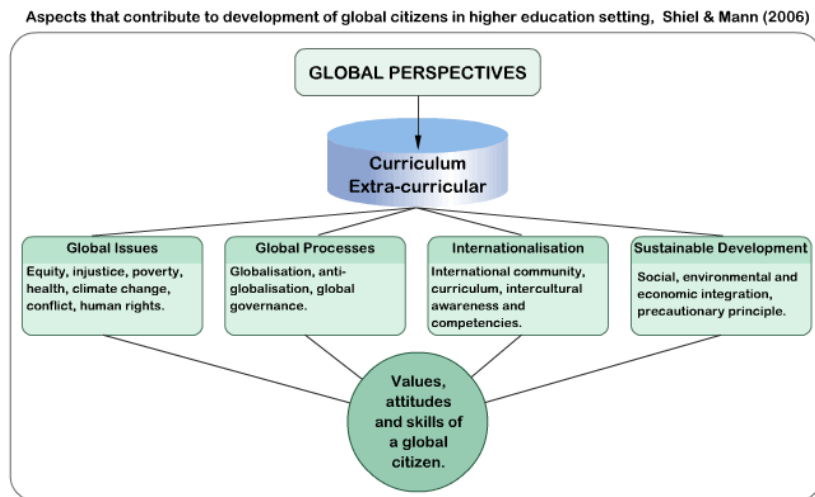 Aspects that contribute to development of global citizens in higher education setting, Shiel & Mann (2006)
GLOBAL PERSPECTIVES
Curriculum
Extra-curricular
Global Issues
Equity, injustice, poverty,
health, climate change,
conflict, human rights.
Global Processes
Globalisation, anti-
globalisation, global
governance.
Internationalisation
International community,
curriculum, intercultural
awareness and
competencies.
Sustainable Development
Social, environmental and
economic integration,
precautionary principle.
Values,
attitudes
and skills of
a global
citizen.